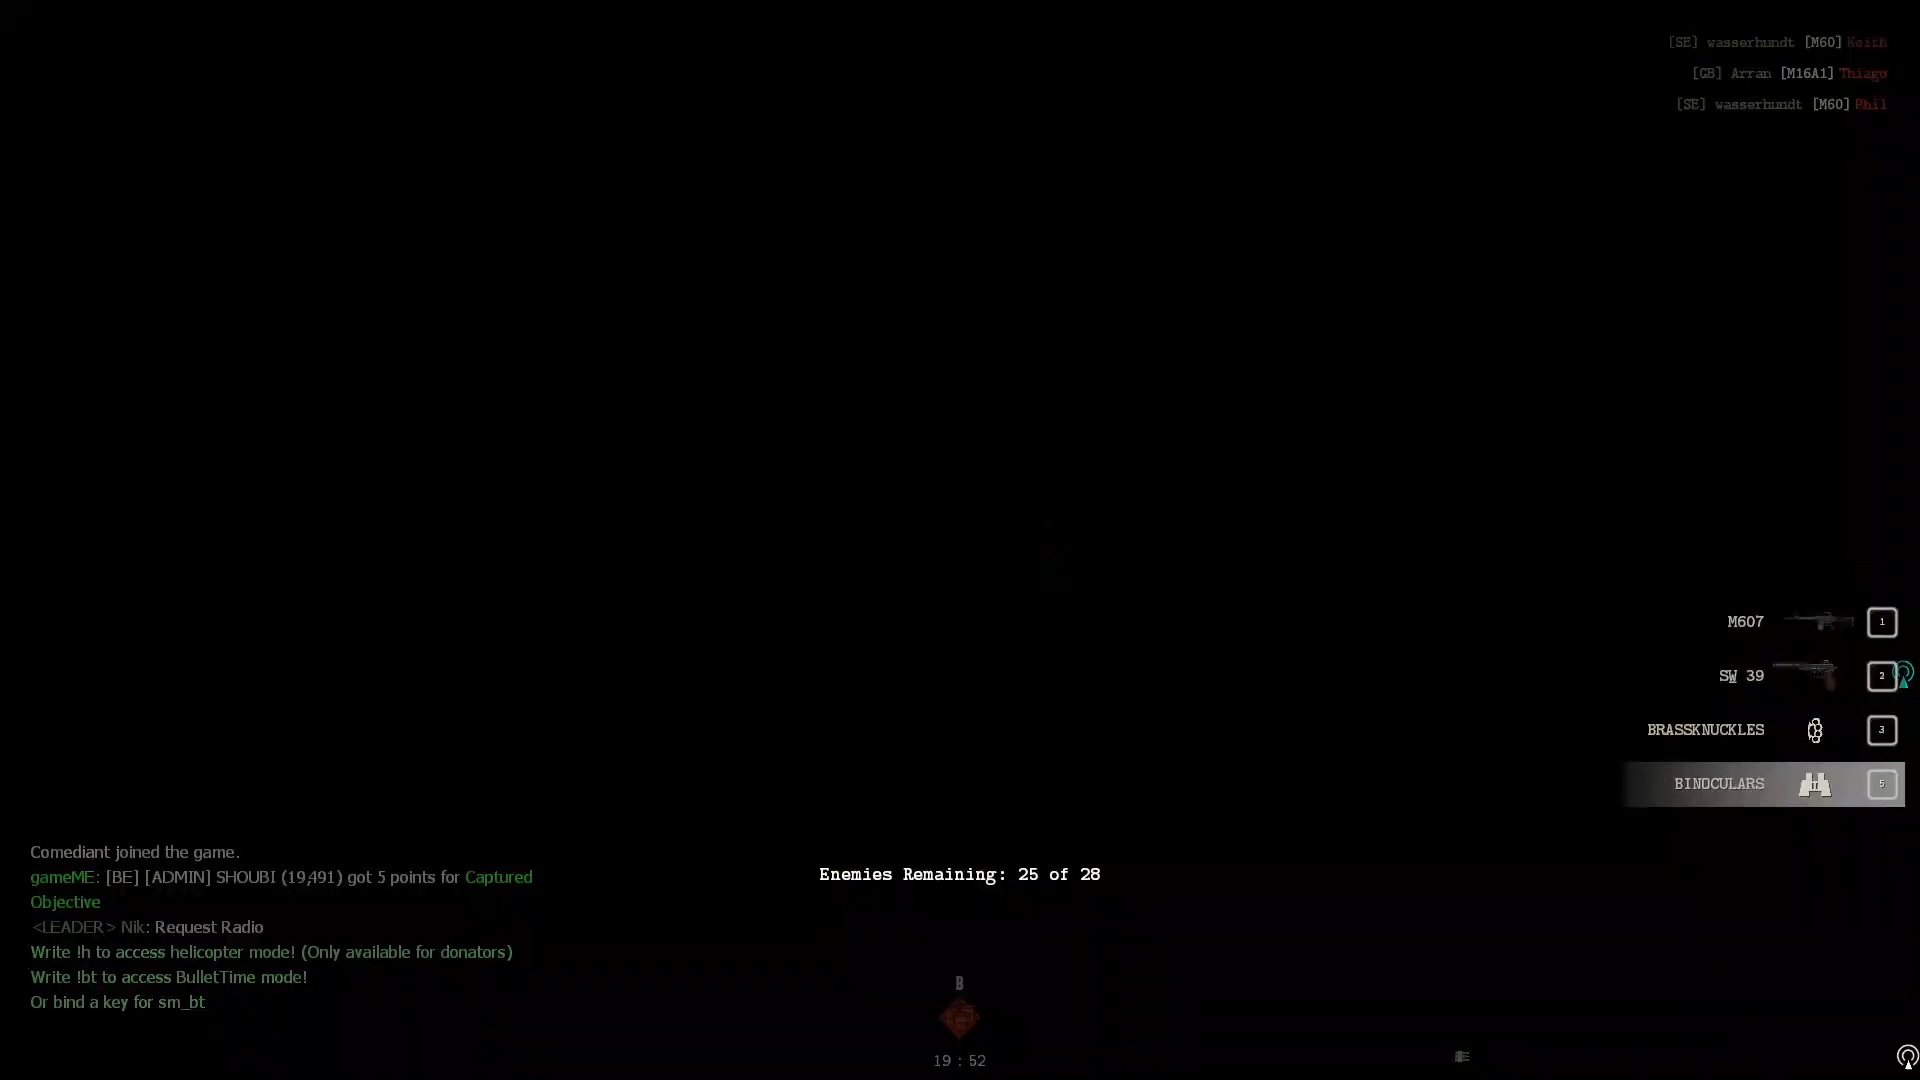 [SE] wasserhundt [M60] Keith
[GB] Arran [M16A1] Thiago
[SE] wasserhundt [M60] Phil
M607 1
SW 39 2
BRASSKNUCKLES 3
BINOCULARS 5
Comediant joined the game.
gameME: [BE] [ADMIN] SHOUBI (19,491) got 5 points for Captured
Objective
<LEADER> Nik: Request Radio
Write !h to access helicopter mode! (Only available for donators)
Write !bt to access BulletTime mode!
Or bind a key for sm_bt
Enemies Remaining: 25 of 28
B
19 : 52